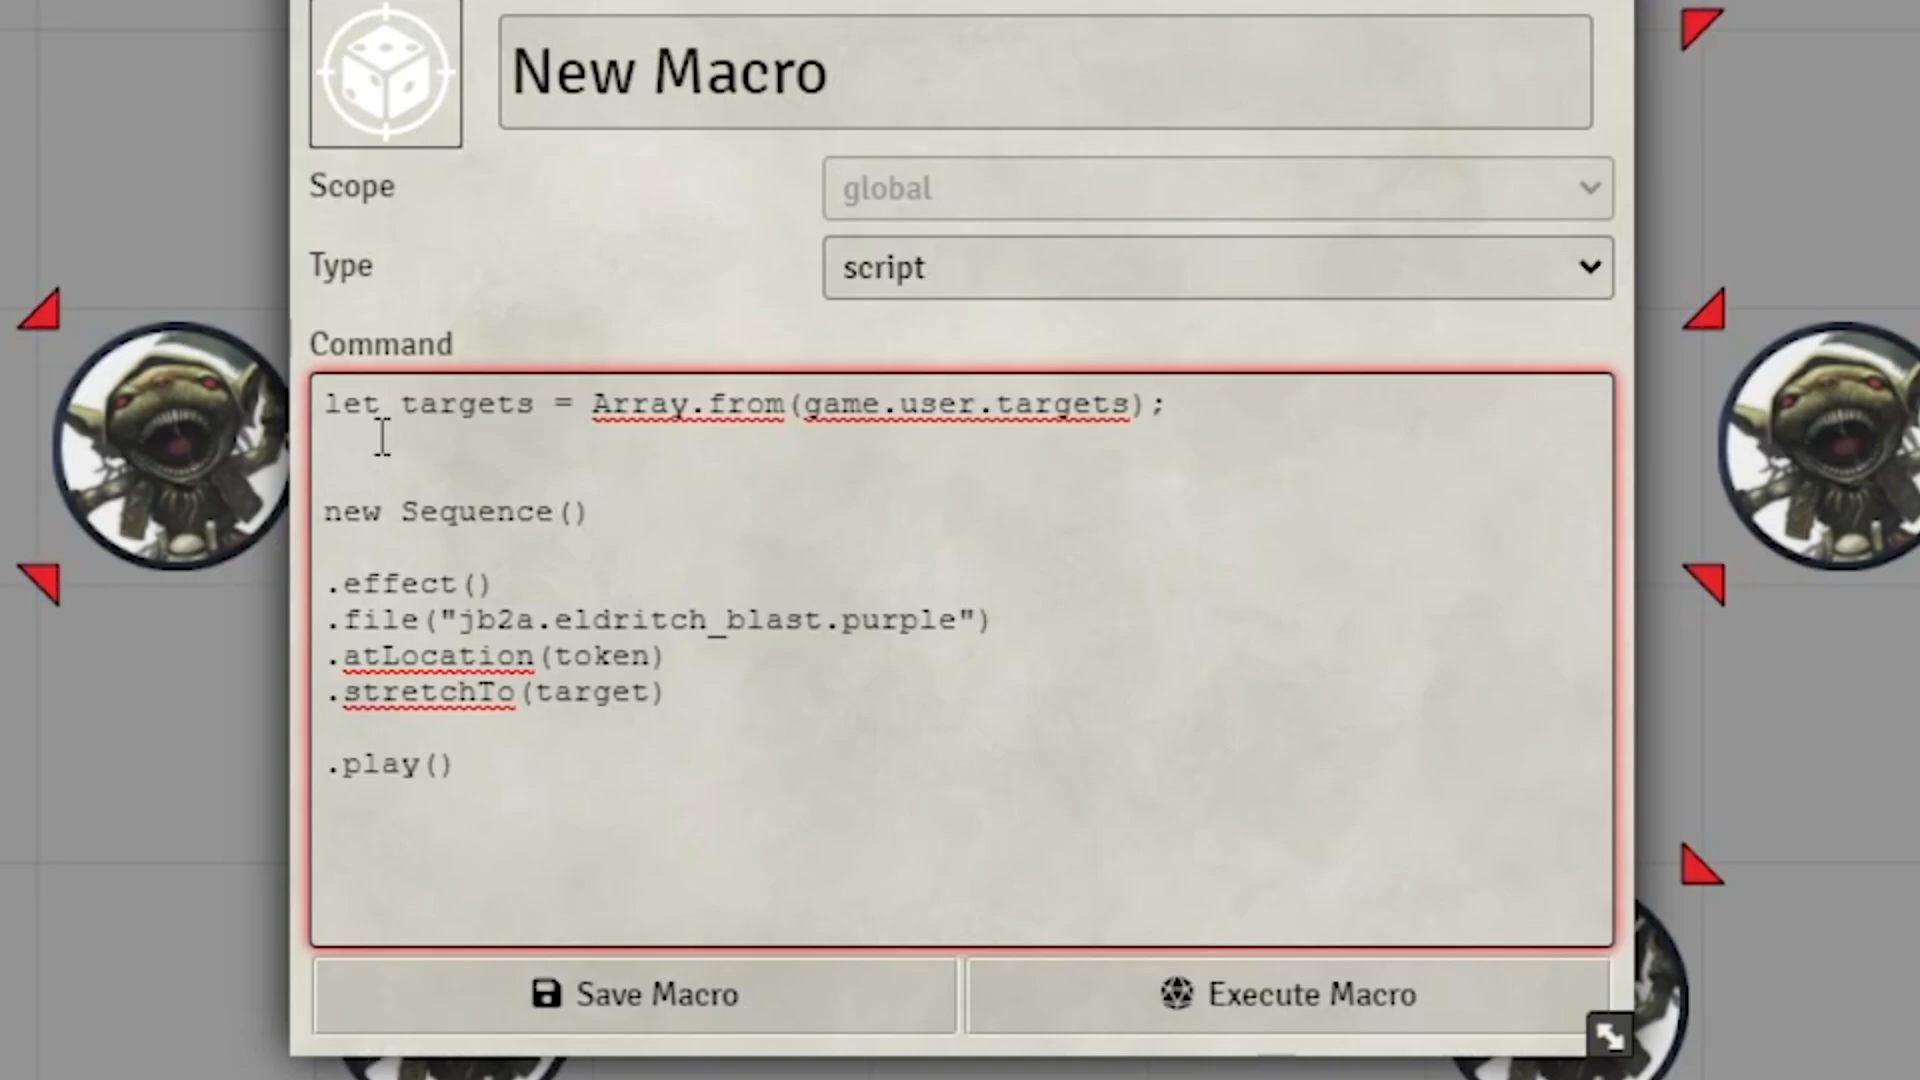 New Macro
Scope
global
Type
script
Command
let targets = Array.from(game.user.targets);
new Sequence()
.effect()
.file("jb2a.eldritch_blast.purple")
.atLocation(token)
.stretchTo(target)
.play()
Save Macro
Execute Macro